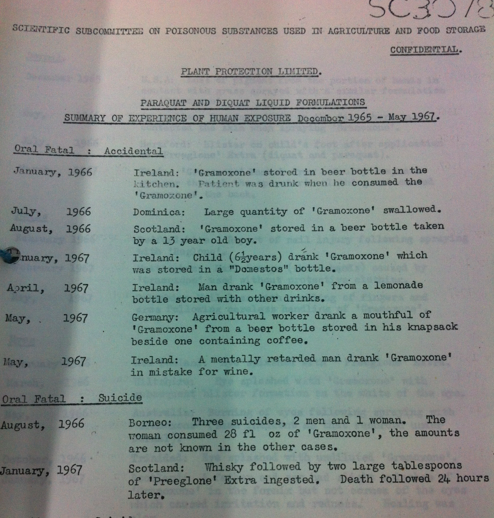 SC3078
SCIENTIFIC SUBCOMMITTEE ON POISONOUS SUBSTANCES USED IN AGRICULTURE AND FOOD STORAGE
CONFIDENTIAL.
PLANT PROTECTION LIMITED.
PARAQUAT AND DIQUAT LIQUID FORMULATIONS
SUMMARY OF EXPERIENCE OF HUMAN EXPOSURE December 1965 - May 1967.
Oral Fatal : Accidental
January, 1966 Ireland: 'Gramoxone' stored in beer bottle in the
kitchen. Patient was drunk when he consumed the
'Gramoxone'.
July, 1966 Dominica: Large quantity of 'Gramoxone' swallowed.
August, 1966 Scotland: 'Gramoxone' stored in a beer bottle taken
by a 13 year old boy.
nuary, 1967 Ireland: Child (6½years) drank 'Gramoxone' which
was stored in a "Domestos" bottle.
April, 1967 Ireland: Man drank 'Gramoxone' from a lemonade
bottle stored with other drinks.
May, 1967 Germany: Agricultural worker drank a mouthful of
'Gramoxone' from a beer bottle stored in his knapsack
beside one containing coffee.
May, 1967 Ireland: A mentally retarded man drank 'Gramoxone'
in mistake for wine.
Oral Fatal : Suicide
August, 1966 Borneo: Three suicides, 2 men and 1 woman. The
woman consumed 28 fl oz of 'Gramoxone', the amounts
are not known in the other cases.
January, 1967 Scotland: Whisky followed by two large tablespoons
of 'Preeglone' Extra ingested. Death followed 24 hours
later.